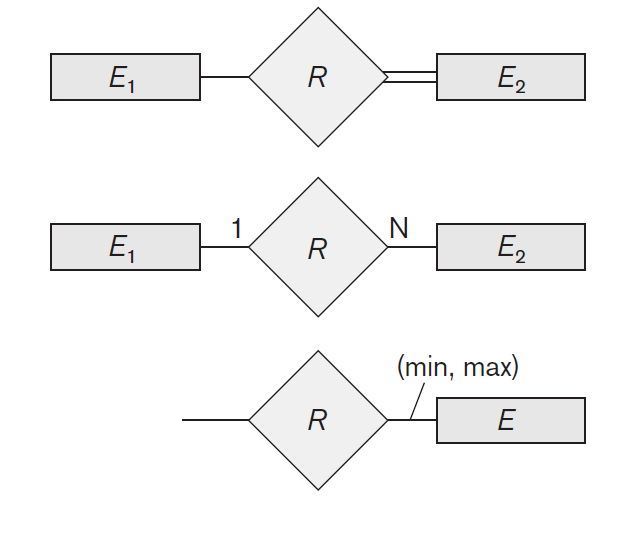 E₁ R E₂
E₁ 1 R N E₂
(min, max)
R E